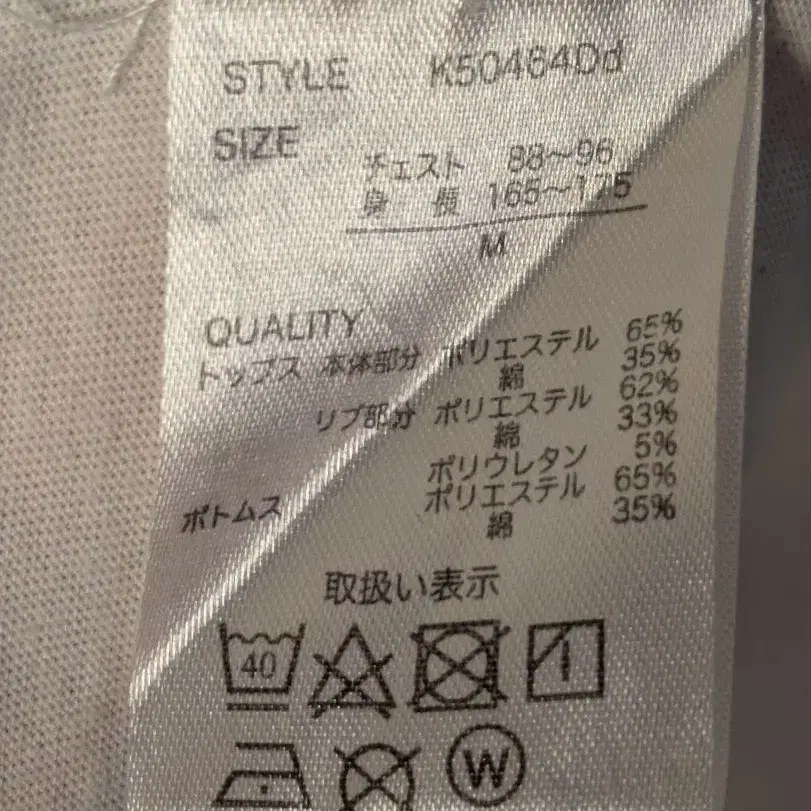 STYLE K50464Dd
SIZE
チェスト 88～96
身 長 165～175
M
QUALITY
トップス 本体部分 ポリエステル 65%
綿 35%
リブ部分 ポリエステル 62%
綿 33%
ポリウレタン 5%
ボトムス ポリエステル 65%
綿 35%
取扱い表示
40
W